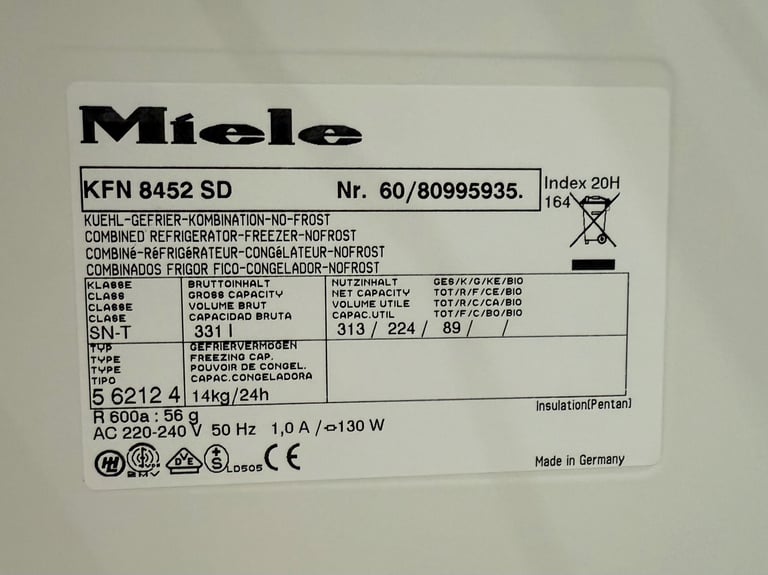 Miele
KFN 8452 SD Nr. 60/80995935.
Index 20H
164
KUEHL-GEFRIER-KOMBINATION-NO-FROST
COMBINED REFRIGERATOR-FREEZER-NOFROST
COMBINé-RéFRIGéRATEUR-CONGéLATEUR-NOFROST
COMBINADOS FRIGOR FICO-CONGELADOR-NOFROST
KLASSE BRUTTOINHALT NUTZINHALT GES/K/G/KE/BIO
CLASS GROSS CAPACITY NET CAPACITY TOT/R/F/CE/BIO
CLASSE VOLUME BRUT VOLUME UTILE TOT/R/C/CA/BIO
CLASE CAPACIDAD BRUTA CAPAC.UTIL TOT/F/C/BO/BIO
SN-T 331 l 313 / 224 / 89 / /
TYP GEFRIERVERMÖGEN
TYPE FREEZING CAP.
TYPE POUVOIR DE CONGEL.
TIPO CAPAC.CONGELADORA
5 6212 4 14kg/24h
R 600a : 56 g
Insulation(Pentan)
AC 220-240 V 50 Hz 1,0 A / 130 W
VDE S LD505 CE
Made in Germany